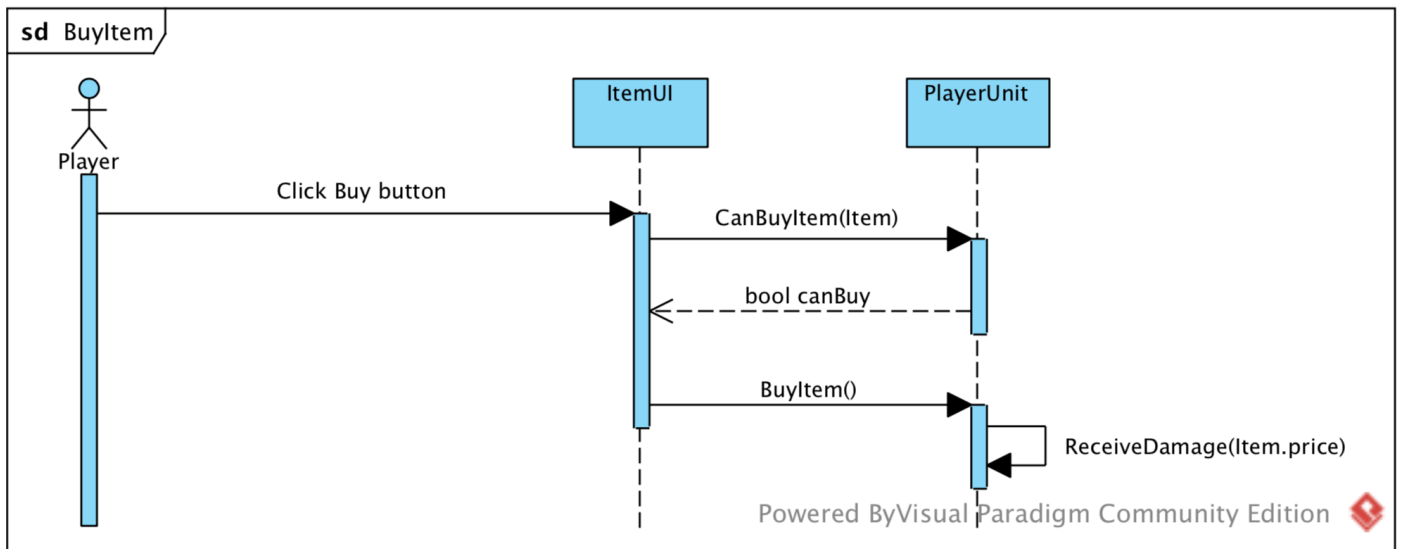 sd BuyItem
Player
ItemUI
PlayerUnit
Click Buy button
CanBuyItem(Item)
bool canBuy
BuyItem()
ReceiveDamage(Item.price)
Powered ByVisual Paradigm Community Edition